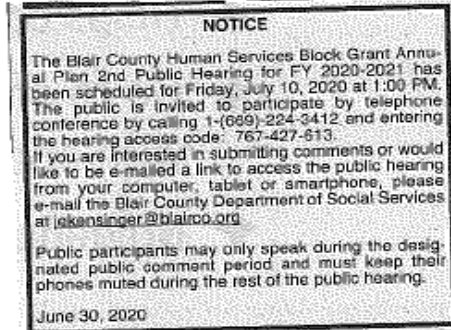 NOTICE
The Blair County Human Services Block Grant Annu-
al Plan 2nd Public Hearing for FY 2020-2021 has
been scheduled for Friday, July 10, 2020 at 1:00 PM.
The public is invited to participate by telephone
conference by calling 1-(669)-224-3412 and entering
the hearing access code: 767-427-613.
If you are interested in submitting comments or would
like to be e-mailed a link to access the public hearing
from your computer, tablet or smartphone, please
e-mail the Blair County Department of Social Services
at jekensinger@blairco.org
Public participants may only speak during the desig-
nated public comment period and must keep their
phones muted during the rest of the public hearing.
June 30, 2020